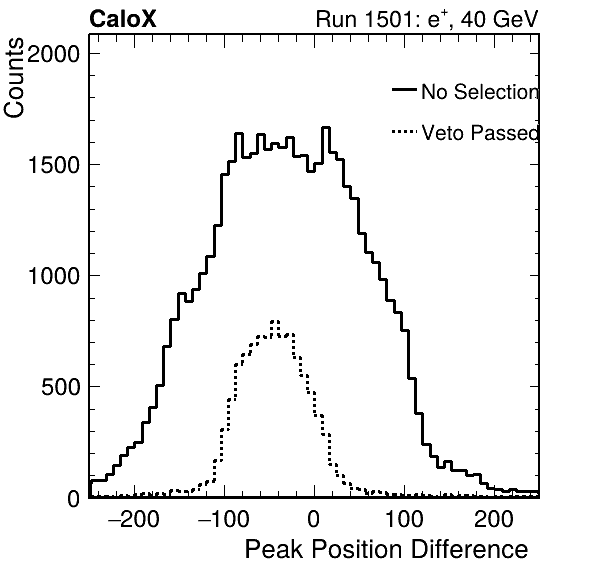 CaloX Run 1501: e+, 40 GeV
Counts
2000
No Selection
Veto Passed
1500
1000
500
0
−200 −100 0 100 200
Peak Position Difference